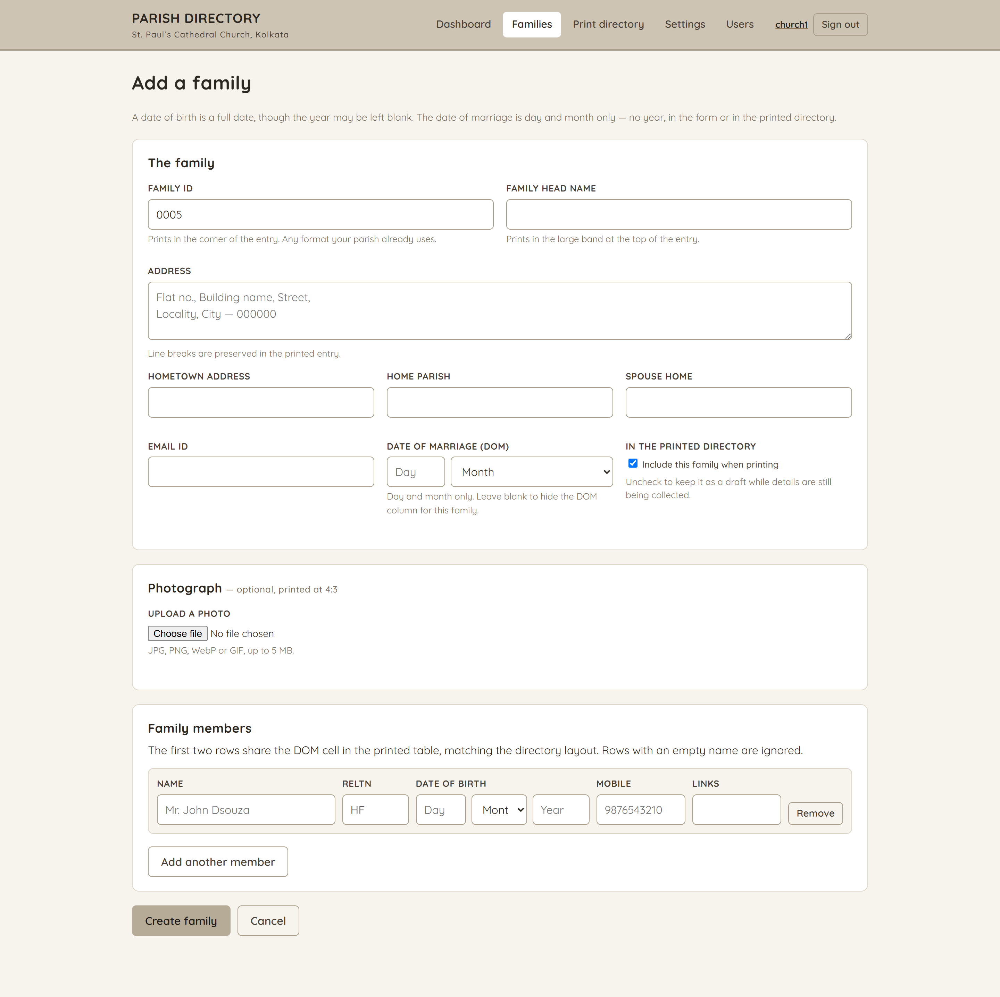 PARISH DIRECTORY
St. Paul's Cathedral Church, Kolkata
Dashboard
Families
Print directory
Settings
Users
church1
Sign out
Add a family
A date of birth is a full date, though the year may be left blank. The date of marriage is day and month only — no year, in the form or in the printed directory.
The family
FAMILY ID
FAMILY HEAD NAME
0005
Prints in the corner of the entry. Any format your parish already uses.
Prints in the large band at the top of the entry.
ADDRESS
Flat no., Building name, Street,
Locality, City — 000000
Line breaks are preserved in the printed entry.
HOMETOWN ADDRESS
HOME PARISH
SPOUSE HOME
EMAIL ID
DATE OF MARRIAGE (DOM)
IN THE PRINTED DIRECTORY
Day
Month
Include this family when printing
Uncheck to keep it as a draft while details are still
being collected.
Day and month only. Leave blank to hide the DOM
column for this family.
Photograph — optional, printed at 4:3
UPLOAD A PHOTO
Choose file No file chosen
JPG, PNG, WebP or GIF, up to 5 MB.
Family members
The first two rows share the DOM cell in the printed table, matching the directory layout. Rows with an empty name are ignored.
NAME
RELTN
DATE OF BIRTH
MOBILE
LINKS
Mr. John Dsouza
HF
Day
Mont
Year
9876543210
Remove
Add another member
Create family
Cancel